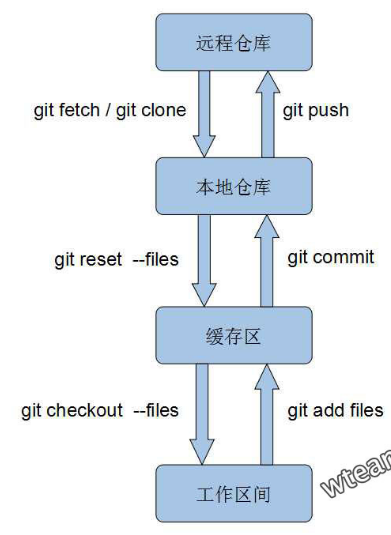 远程仓库
git fetch / git clone
git push
本地仓库
git reset --files
git commit
缓存区
git checkout --files
git add files
工作区间
wtean